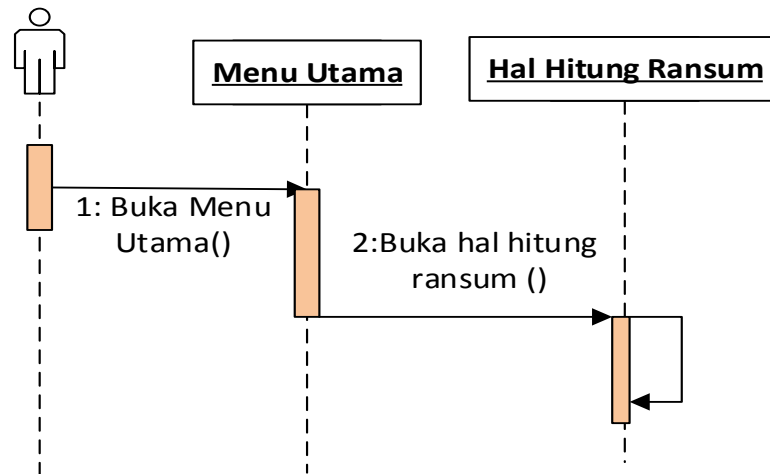 Menu Utama
Hal Hitung Ransum
1: Buka Menu
Utama()
2:Buka hal hitung
ransum ()